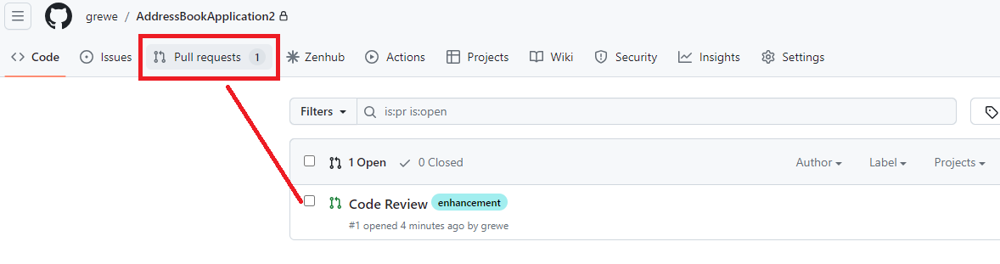 grewe / AddressBookApplication2
Code Issues Pull requests 1 Zenhub Actions Projects Wiki Security Insights Settings
Filters is:pr is:open
1 Open 0 Closed Author Label Projects
Code Review enhancement
#1 opened 4 minutes ago by grewe